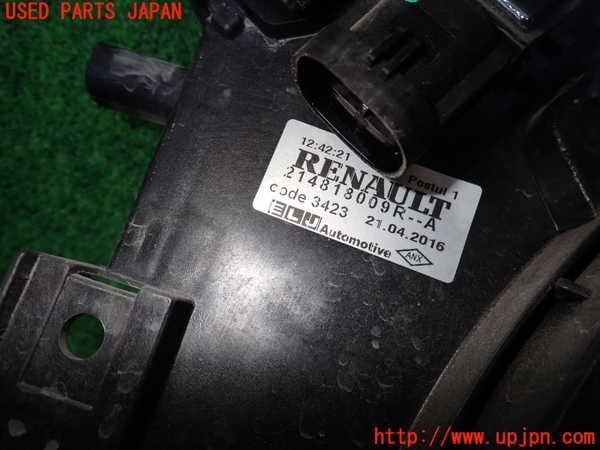 USED PARTS JAPAN
12:42:21
Postul 1
RENAULT
214818009R--A
code 3423 21.04.2016
Automotive ANX
http://www.upjpn.com